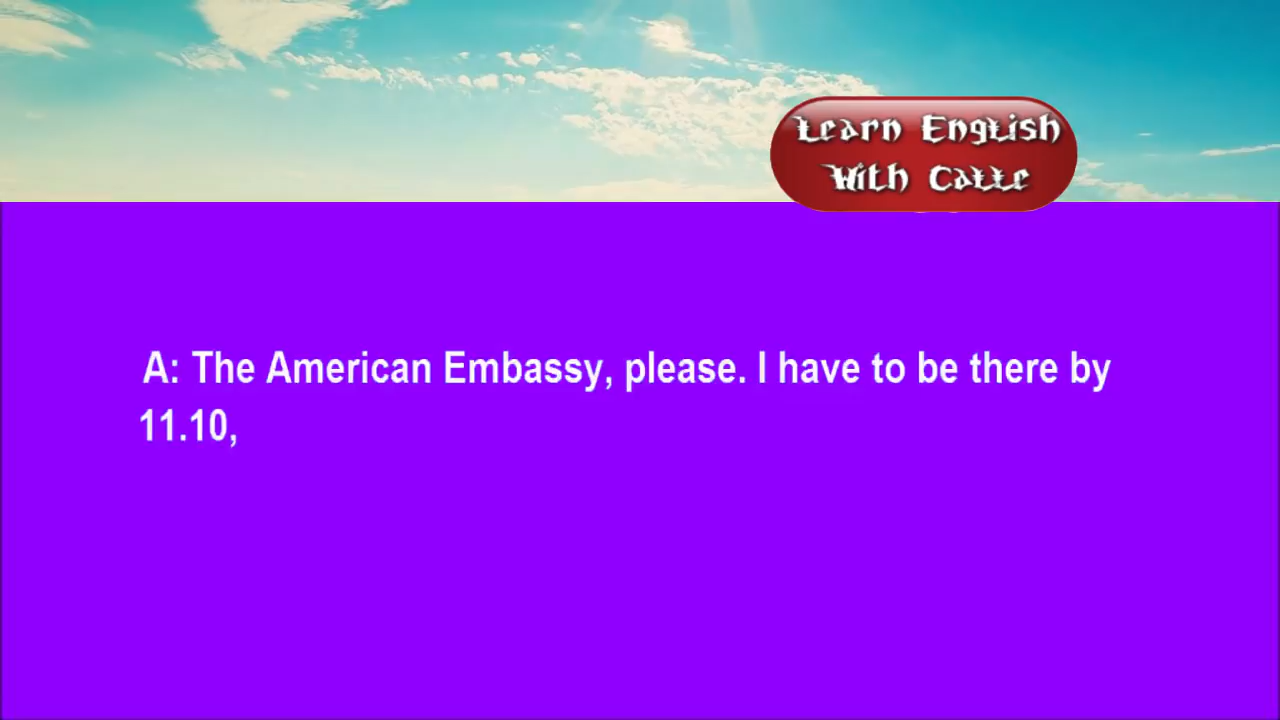 Learn English
With Catte
A: The American Embassy, please. I have to be there by
11.10,